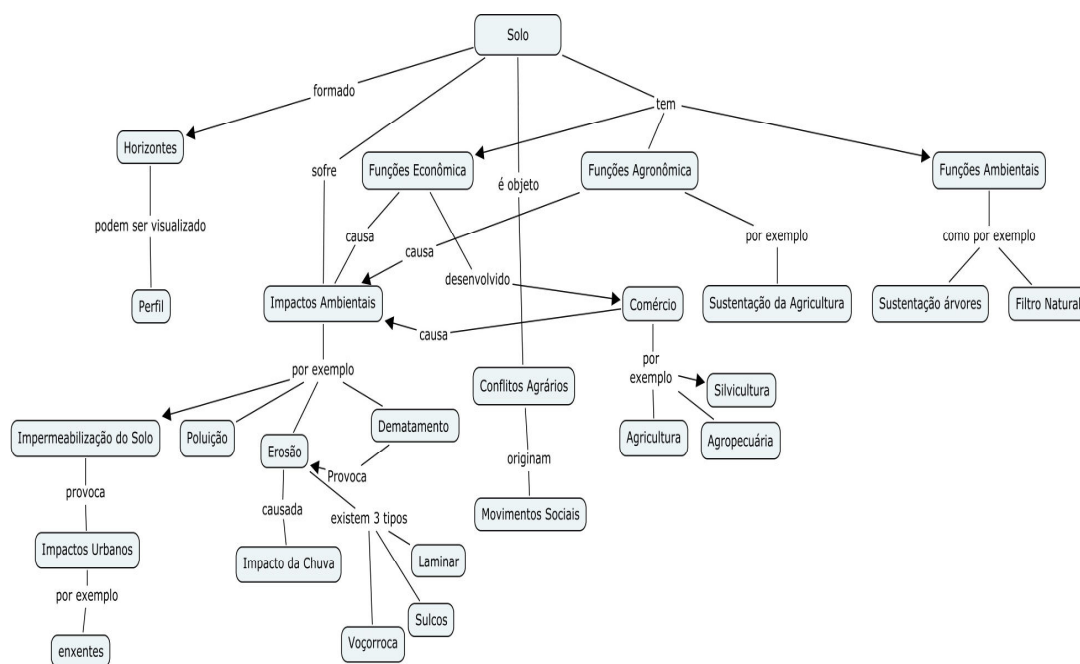 Solo
formado
tem
Horizontes
sofre
Funções Econômica
é objeto
Funções Agronômica
Funções Ambientais
podem ser visualizado
causa
causa
por exemplo
como por exemplo
desenvolvido
Perfil
Impactos Ambientais
Comércio
Sustentação da Agricultura
Sustentação árvores
Filtro Natural
causa
por exemplo
por
exemplo
Conflitos Agrários
Silvicultura
Impermeabilização do Solo
Poluição
Erosão
Dematamento
Agricultura
Agropecuária
Provoca
originam
provoca
causada
existem 3 tipos
Movimentos Sociais
Impactos Urbanos
Impacto da Chuva
Laminar
por exemplo
Sulcos
Voçorroca
enxentes